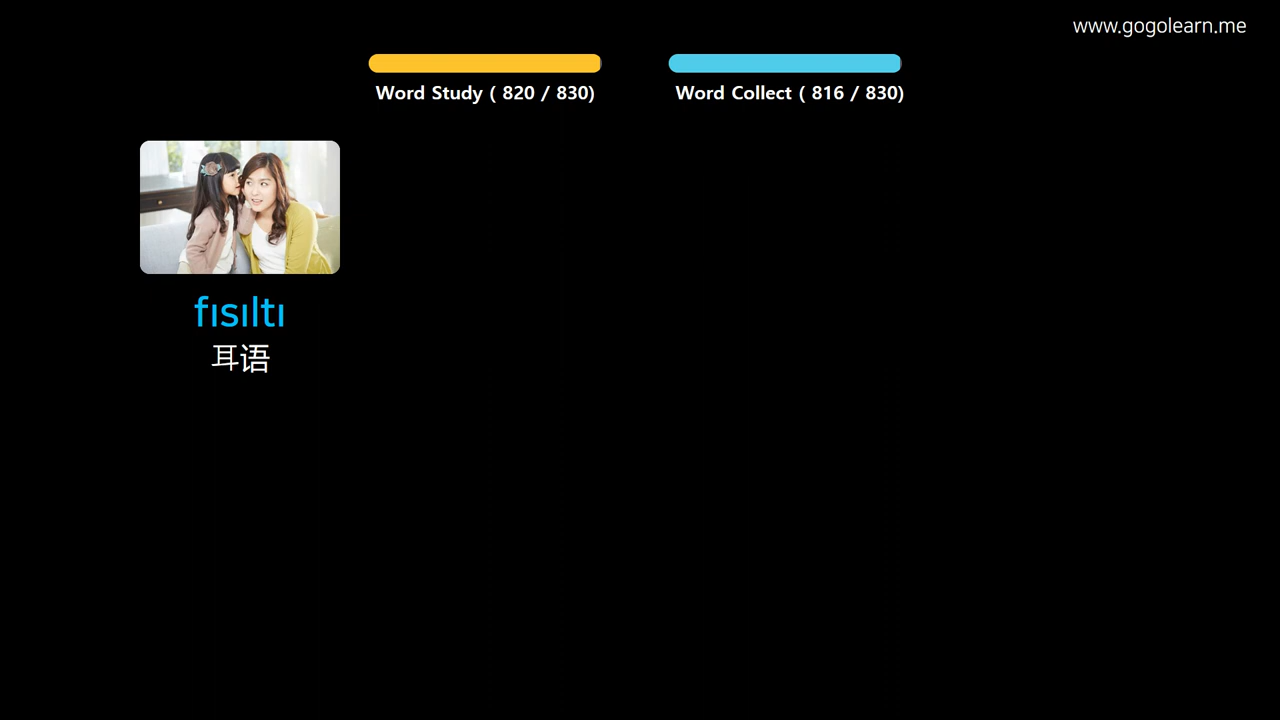 www.gogolearn.me
Word Study ( 820 / 830)
Word Collect ( 816 / 830)
fısıltı
耳语